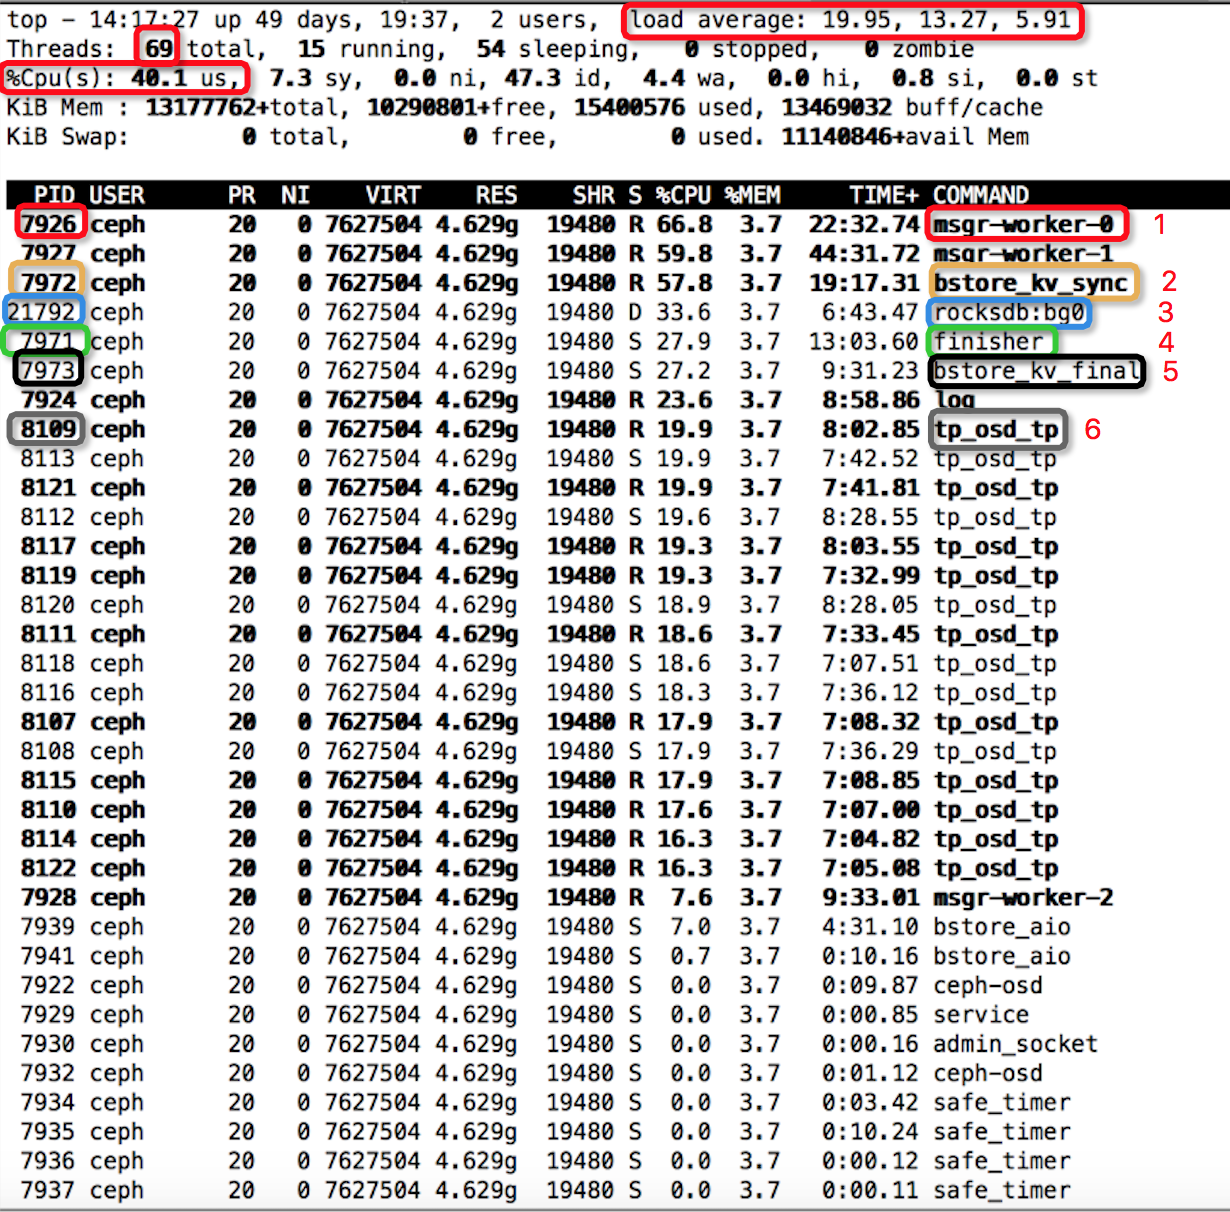 top – 14:17:27 up 49 days, 19:37,  2 users,  load average: 19.95, 13.27, 5.91
Threads:  69 total,  15 running,  54 sleeping,   0 stopped,   0 zombie
%Cpu(s): 40.1 us,  7.3 sy,  0.0 ni, 47.3 id,  4.4 wa,  0.0 hi,  0.8 si,  0.0 st
KiB Mem : 13177762+total, 10290801+free, 15400576 used, 13469032 buff/cache
KiB Swap:        0 total,        0 free,        0 used. 11140846+avail Mem
PID USER      PR  NI    VIRT    RES    SHR S %CPU %MEM     TIME+ COMMAND
7926 ceph      20   0 7627504 4.629g  19480 R 66.8  3.7  22:32.74 msgr-worker-0 1
7927 ceph      20   0 7627504 4.629g  19480 R 59.8  3.7  44:31.72 msgr-worker-1
7972 ceph      20   0 7627504 4.629g  19480 R 57.8  3.7  19:17.31 bstore_kv_sync 2
21792 ceph      20   0 7627504 4.629g  19480 D 33.6  3.7   6:43.47 rocksdb:bg0 3
7971 ceph      20   0 7627504 4.629g  19480 S 27.9  3.7  13:03.60 finisher 4
7973 ceph      20   0 7627504 4.629g  19480 S 27.2  3.7   9:31.23 bstore_kv_final 5
7924 ceph      20   0 7627504 4.629g  19480 R 23.6  3.7   8:58.86 log
8109 ceph      20   0 7627504 4.629g  19480 R 19.9  3.7   8:02.85 tp_osd_tp 6
8113 ceph      20   0 7627504 4.629g  19480 S 19.9  3.7   7:42.52 tp_osd_tp
8121 ceph      20   0 7627504 4.629g  19480 R 19.9  3.7   7:41.81 tp_osd_tp
8112 ceph      20   0 7627504 4.629g  19480 S 19.6  3.7   8:28.55 tp_osd_tp
8117 ceph      20   0 7627504 4.629g  19480 R 19.3  3.7   8:03.55 tp_osd_tp
8119 ceph      20   0 7627504 4.629g  19480 R 19.3  3.7   7:32.99 tp_osd_tp
8120 ceph      20   0 7627504 4.629g  19480 S 18.9  3.7   8:28.05 tp_osd_tp
8111 ceph      20   0 7627504 4.629g  19480 R 18.6  3.7   7:33.45 tp_osd_tp
8118 ceph      20   0 7627504 4.629g  19480 S 18.6  3.7   7:07.51 tp_osd_tp
8116 ceph      20   0 7627504 4.629g  19480 S 18.3  3.7   7:36.12 tp_osd_tp
8107 ceph      20   0 7627504 4.629g  19480 R 17.9  3.7   7:08.32 tp_osd_tp
8108 ceph      20   0 7627504 4.629g  19480 S 17.9  3.7   7:36.29 tp_osd_tp
8115 ceph      20   0 7627504 4.629g  19480 R 17.9  3.7   7:08.85 tp_osd_tp
8110 ceph      20   0 7627504 4.629g  19480 R 17.6  3.7   7:07.00 tp_osd_tp
8114 ceph      20   0 7627504 4.629g  19480 R 16.3  3.7   7:04.82 tp_osd_tp
8122 ceph      20   0 7627504 4.629g  19480 R 16.3  3.7   7:05.08 tp_osd_tp
7928 ceph      20   0 7627504 4.629g  19480 R  7.6  3.7   9:33.01 msgr-worker-2
7939 ceph      20   0 7627504 4.629g  19480 S  7.0  3.7   4:31.10 bstore_aio
7941 ceph      20   0 7627504 4.629g  19480 S  0.7  3.7   0:10.16 bstore_aio
7922 ceph      20   0 7627504 4.629g  19480 S  0.0  3.7   0:09.87 ceph-osd
7929 ceph      20   0 7627504 4.629g  19480 S  0.0  3.7   0:00.85 service
7930 ceph      20   0 7627504 4.629g  19480 S  0.0  3.7   0:00.16 admin_socket
7932 ceph      20   0 7627504 4.629g  19480 S  0.0  3.7   0:01.12 ceph-osd
7934 ceph      20   0 7627504 4.629g  19480 S  0.0  3.7   0:03.42 safe_timer
7935 ceph      20   0 7627504 4.629g  19480 S  0.0  3.7   0:10.24 safe_timer
7936 ceph      20   0 7627504 4.629g  19480 S  0.0  3.7   0:00.12 safe_timer
7937 ceph      20   0 7627504 4.629g  19480 S  0.0  3.7   0:00.11 safe_timer